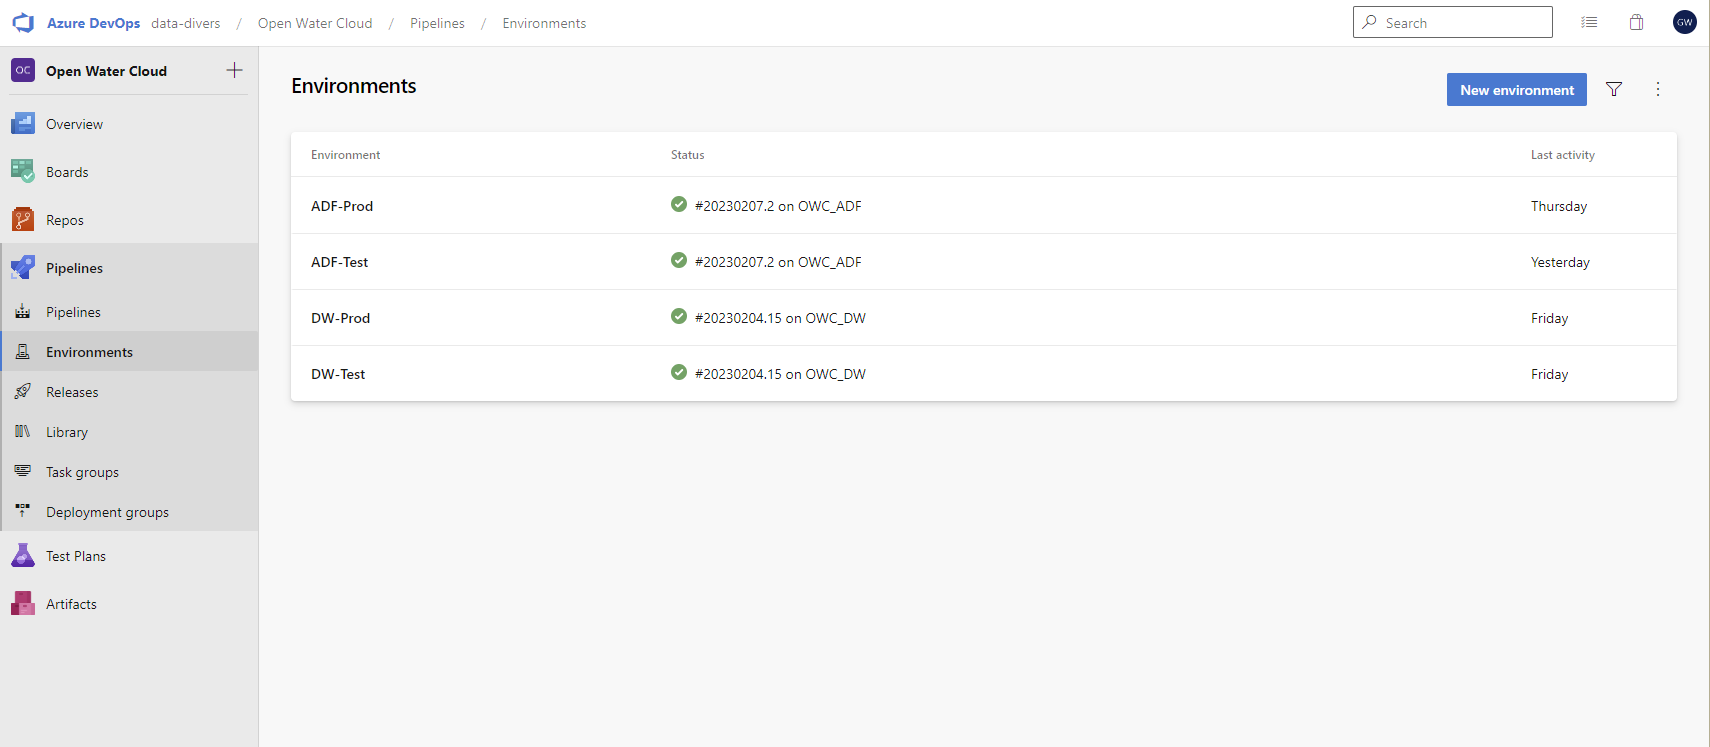 Azure DevOps data-divers / Open Water Cloud / Pipelines / Environments
Search
GW
OC Open Water Cloud
Overview
Boards
Repos
Pipelines
Pipelines
Environments
Releases
Library
Task groups
Deployment groups
Test Plans
Artifacts
Environments
New environment
Environment Status Last activity
ADF-Prod #20230207.2 on OWC_ADF Thursday
ADF-Test #20230207.2 on OWC_ADF Yesterday
DW-Prod #20230204.15 on OWC_DW Friday
DW-Test #20230204.15 on OWC_DW Friday